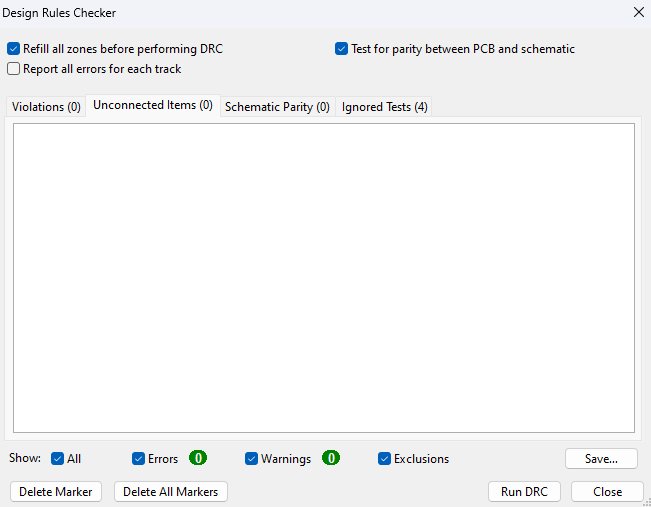 Design Rules Checker
Refill all zones before performing DRC
Test for parity between PCB and schematic
Report all errors for each track
Violations (0)
Unconnected Items (0)
Schematic Parity (0)
Ignored Tests (4)
Show:
All
Errors
0
Warnings
0
Exclusions
Save...
Delete Marker
Delete All Markers
Run DRC
Close